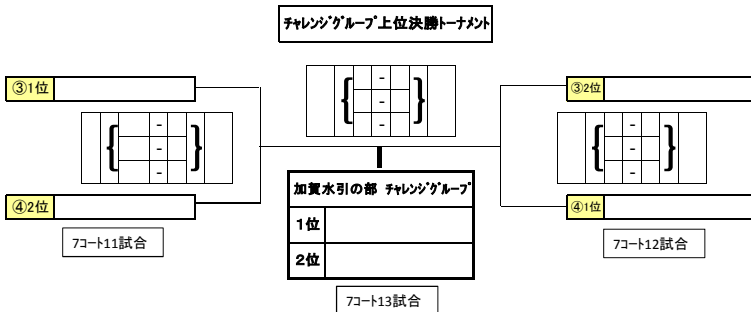 チャレンジグループ上位決勝トーナメント
③1位
③2位
{ - }
-
-
{ - }
-
-
{ - }
-
-
④2位
④1位
加賀水引の部 チャレンジグループ
1位
2位
7コート11試合
7コート12試合
7コート13試合